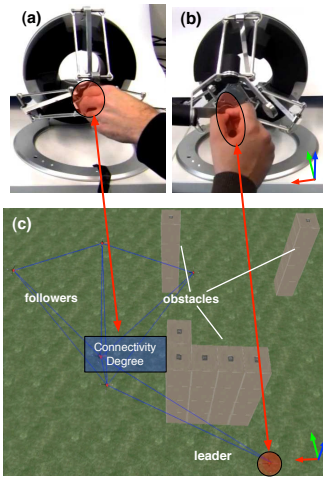 (a)
(b)
(c)
followers
obstacles
Connectivity
Degree
leader